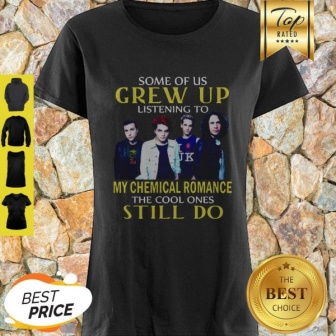 Top
RATED
SOME OF US
GREW UP
LISTENING TO
MY CHEMICAL ROMANCE
THE COOL ONES
STILL DO
BEST
PRICE
THE BEST
CHOICE